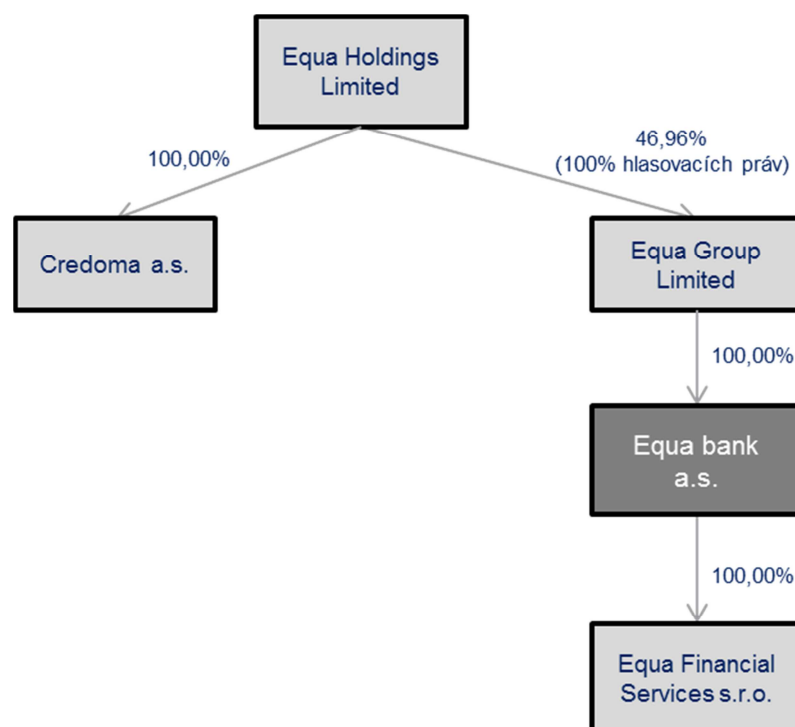 Equa Holdings
Limited
100,00%
46,96%
(100% hlasovacích práv)
Credoma a.s.
Equa Group
Limited
100,00%
Equa bank
a.s.
100,00%
Equa Financial
Services s.r.o.